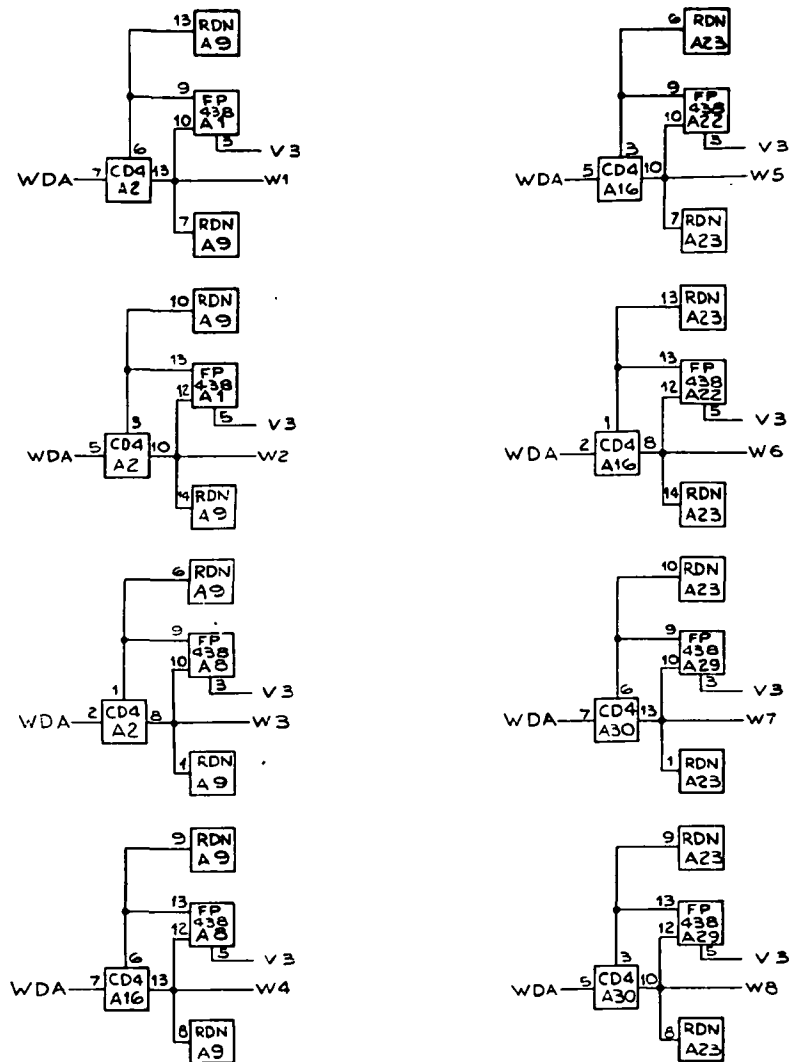 13 RDN
A9
9 FP
438
10 A1
3 V3
6
WDA 7 CD4 13 W1
A2
7 RDN
A9
10 RDN
A9
13 FP
438
12 A1
5 V3
3
WDA 5 CD4 10 W2
A2
14 RDN
A9
6 RDN
A9
9 FP
438
10 A8
3 V3
1
WDA 2 CD4 8 W3
A2
1 RDN
A9
9 RDN
A9
13 FP
438
12 A8
5 V3
6
WDA 7 CD4 13 W4
A16
8 RDN
A9
6 RDN
A23
9 FP
438
10 A22
3 V3
3
WDA 5 CD4 10 W5
A16
7 RDN
A23
13 RDN
A23
13 FP
438
12 A22
5 V3
1
WDA 2 CD4 8 W6
A16
14 RDN
A23
10 RDN
A23
9 FP
438
10 A29
3 V3
6
WDA 7 CD4 13 W7
A30
1 RDN
A23
9 RDN
A23
13 FP
438
12 A29
5 V3
3
WDA 5 CD4 10 W8
A30
8 RDN
A23